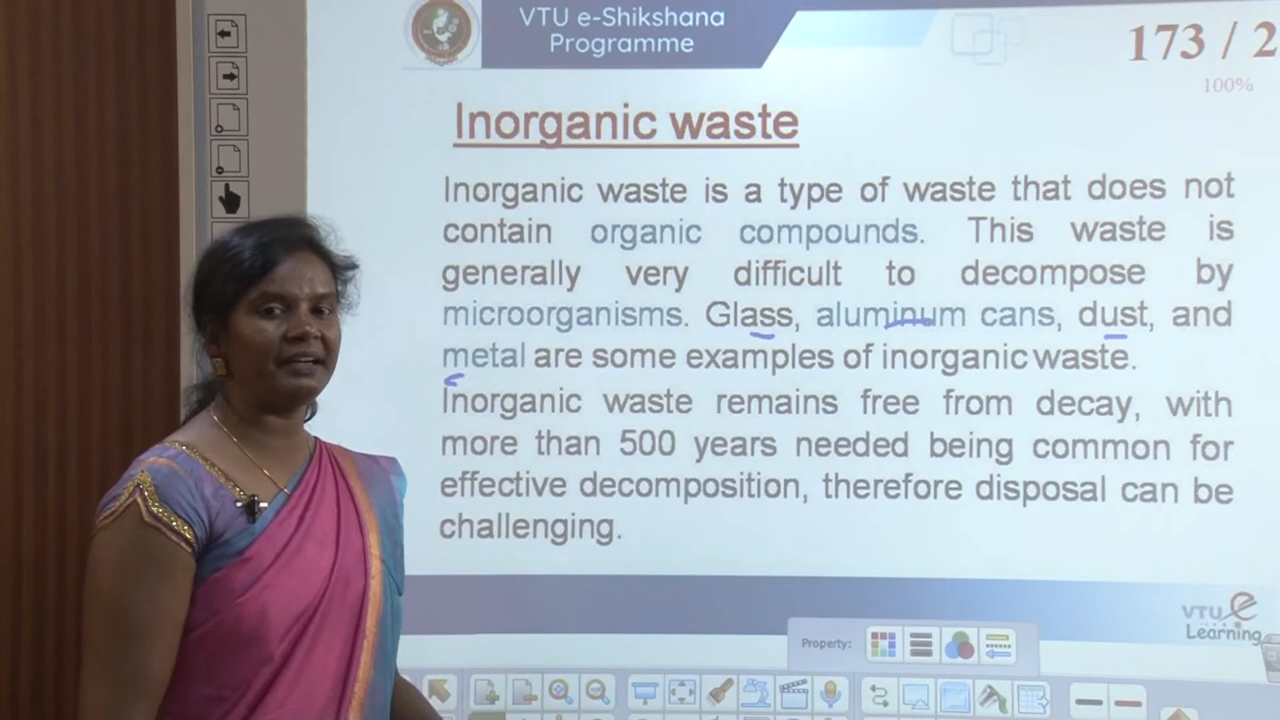 VTU e-Shikshana
Programme
173 / 2
100%
Inorganic waste
Inorganic waste is a type of waste that does not
contain organic compounds. This waste is
generally very difficult to decompose by
microorganisms. Glass, aluminum cans, dust, and
metal are some examples of inorganic waste.
Inorganic waste remains free from decay, with
more than 500 years needed being common for
effective decomposition, therefore disposal can be
challenging.
VTU e
Learning
Property: